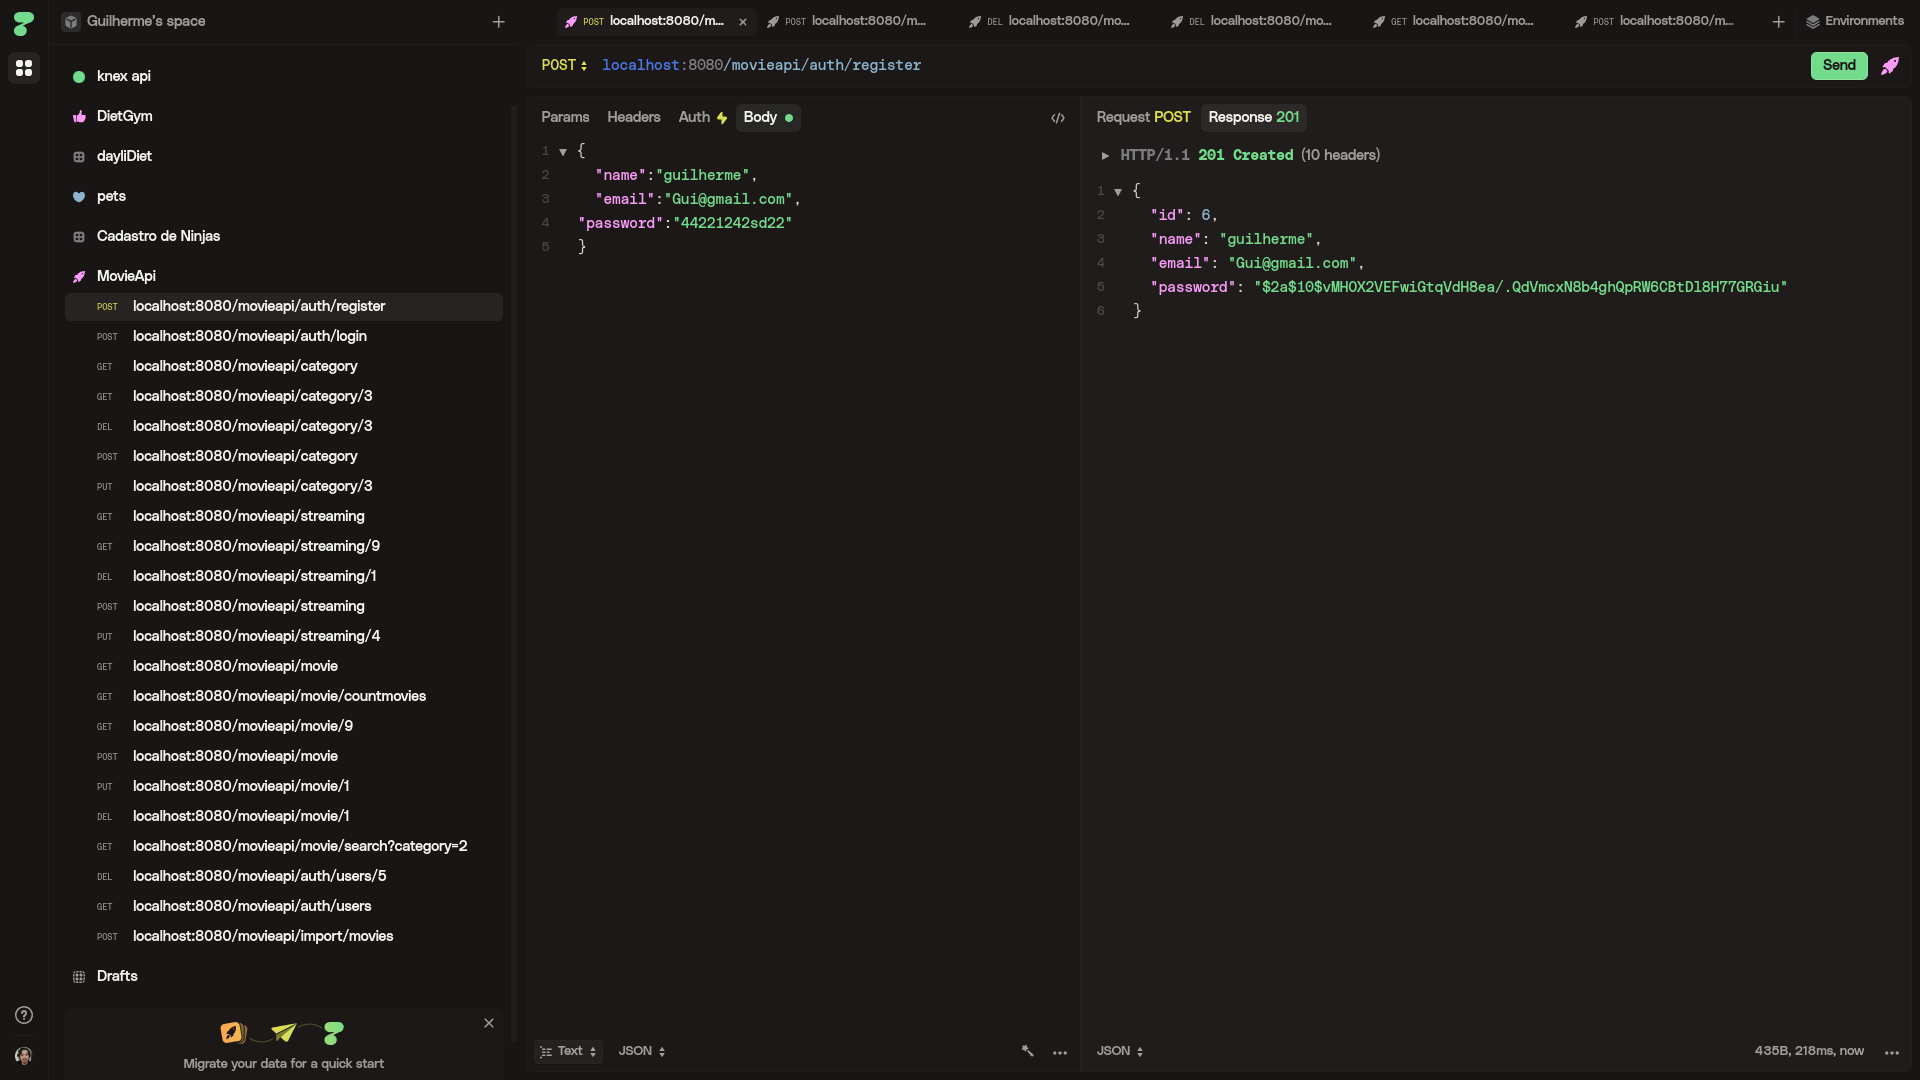 Guilherme's space
POST localhost:8080/m...
POST localhost:8080/m...
DEL localhost:8080/mo...
DEL localhost:8080/mo...
GET localhost:8080/mo...
POST localhost:8080/m...
Environments
knex api
DietGym
dayliDiet
pets
Cadastro de Ninjas
MovieApi
POST localhost:8080/movieapi/auth/register
POST localhost:8080/movieapi/auth/login
GET localhost:8080/movieapi/category
GET localhost:8080/movieapi/category/3
DEL localhost:8080/movieapi/category/3
POST localhost:8080/movieapi/category
PUT localhost:8080/movieapi/category/3
GET localhost:8080/movieapi/streaming
GET localhost:8080/movieapi/streaming/9
DEL localhost:8080/movieapi/streaming/1
POST localhost:8080/movieapi/streaming
PUT localhost:8080/movieapi/streaming/4
GET localhost:8080/movieapi/movie
GET localhost:8080/movieapi/movie/countmovies
GET localhost:8080/movieapi/movie/9
POST localhost:8080/movieapi/movie
PUT localhost:8080/movieapi/movie/1
DEL localhost:8080/movieapi/movie/1
GET localhost:8080/movieapi/movie/search?category=2
DEL localhost:8080/movieapi/auth/users/5
GET localhost:8080/movieapi/auth/users
POST localhost:8080/movieapi/import/movies
Drafts
Migrate your data for a quick start
POST localhost:8080/movieapi/auth/register
Send
Params Headers Auth Body
1 {
2 "name":"guilherme",
3 "email":"Gui@gmail.com",
4 "password":"44221242sd22"
5 }
Text JSON
Request POST Response 201
HTTP/1.1 201 Created (10 headers)
1 {
2 "id": 6,
3 "name": "guilherme",
4 "email": "Gui@gmail.com",
5 "password": "$2a$10$vMHOX2VEFwiGtqVdH8ea/.QdVmcxN8b4ghQpRW6CBtDl8H77GRGiu"
6 }
JSON
435B, 218ms, now